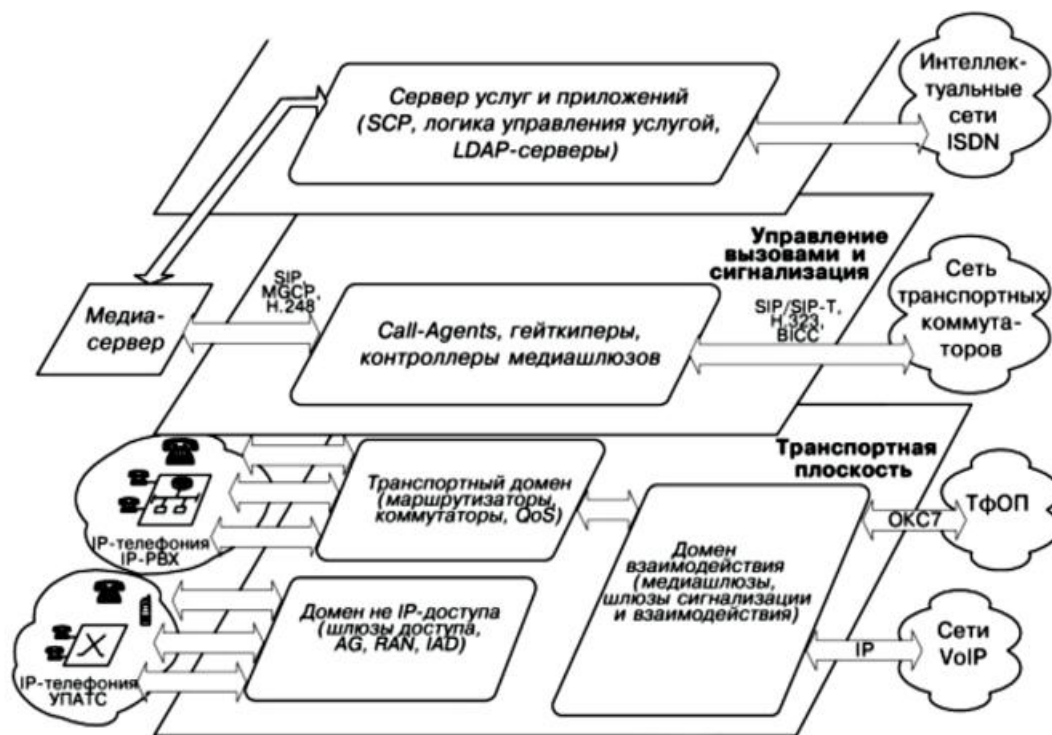 Сервер услуг и приложений
(SCP, логика управления услугой,
LDAP-серверы)
Интеллек-
туальные
сети
ISDN
Управление
вызовами и
сигнализация
Медиа-
сервер
SIP,
MGCP,
H.248
Call-Agents, гейткиперы,
контроллеры медиашлюзов
SIP/SIP-T,
H.323,
BICC
Сеть
транспортных
коммута-
торов
Транспортная
плоскость
IP-телефония
IP-PBX
Транспортный домен
(маршрутизаторы,
коммутаторы, QoS)
Домен
взаимодействия
(медиашлюзы,
шлюзы сигнализации
и взаимодействия)
ОКС7
ТфОП
IP-телефония
УПАТС
Домен не IP-доступа
(шлюзы доступа,
AG, RAN, IAD)
IP
Сети
VoIP